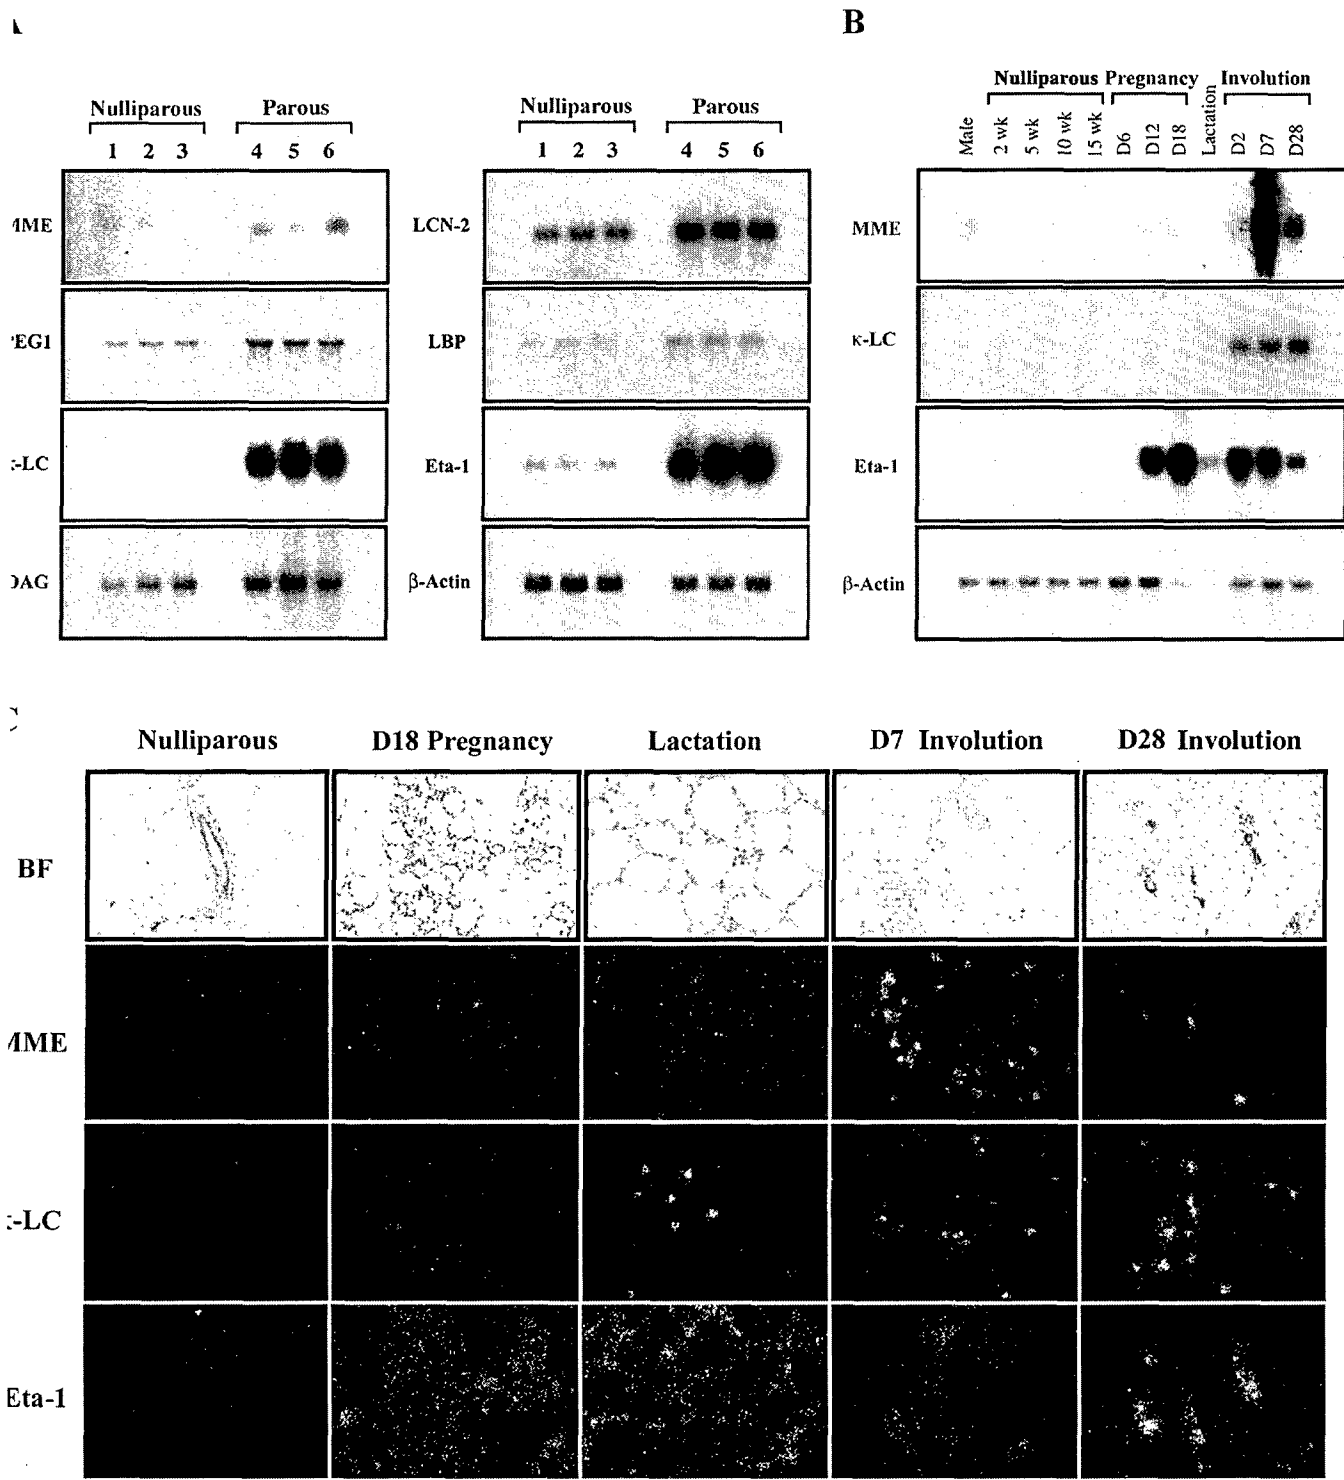 B
Nulliparous Parous
1 2 3 4 5 6
MME
EG1
-LC
DAG
Nulliparous Parous
1 2 3 4 5 6
LCN-2
LBP
Eta-1
β-Actin
Nulliparous Pregnancy Involution
Male 2 wk 5 wk 10 wk 15 wk D6 D12 D18 Lactation D2 D7 D28
MME
κ-LC
Eta-1
β-Actin
C
Nulliparous D18 Pregnancy Lactation D7 Involution D28 Involution
BF
MME
-LC
Eta-1